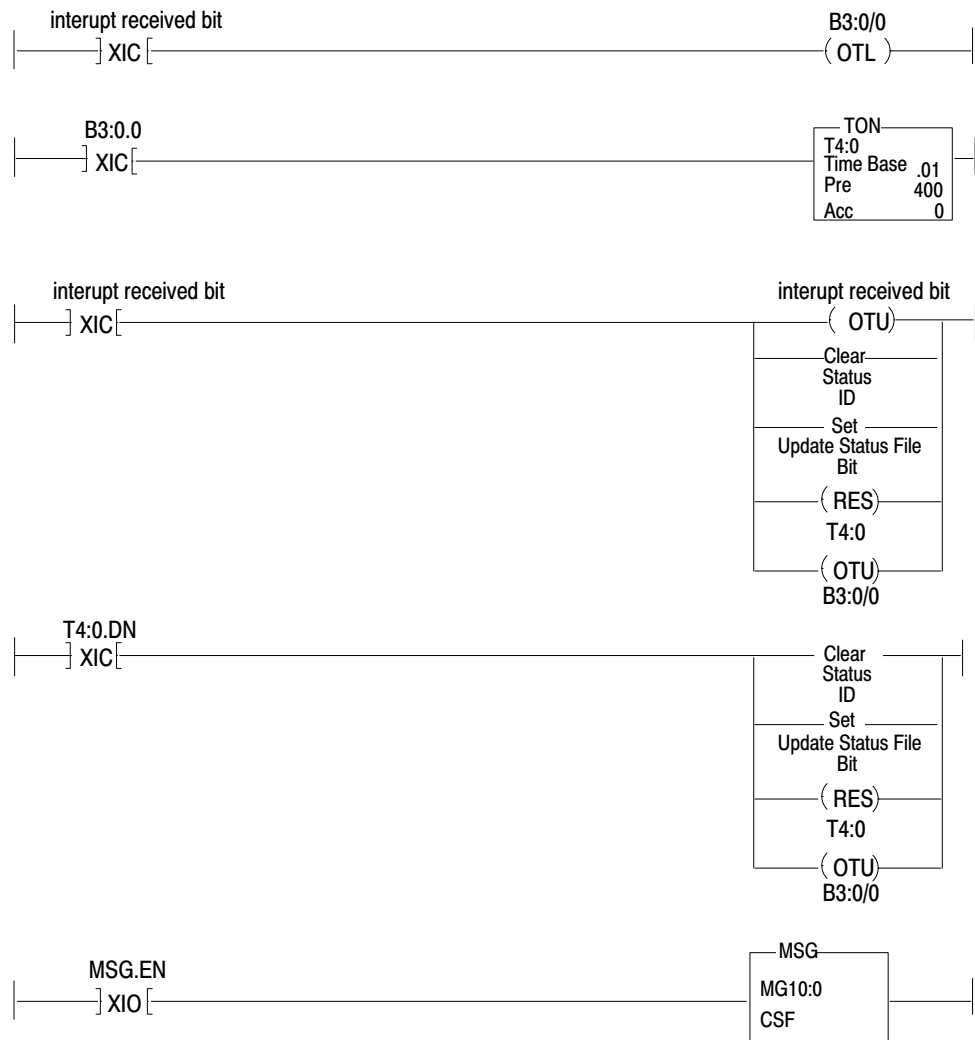 interupt received bit
B3:0/0
] XIC [
( OTL )
B3:0.0
] XIC[
TON
T4:0
Time Base .01
Pre 400
Acc 0
interupt received bit
interupt received bit
] XIC[
( OTU)
Clear
Status
ID
Set
Update Status File
Bit
( RES)
T4:0
( OTU)
B3:0/0
T4:0.DN
] XIC[
Clear
Status
ID
Set
Update Status File
Bit
( RES)
T4:0
( OTU)
B3:0/0
MSG.EN
] XIO [
MSG
MG10:0
CSF